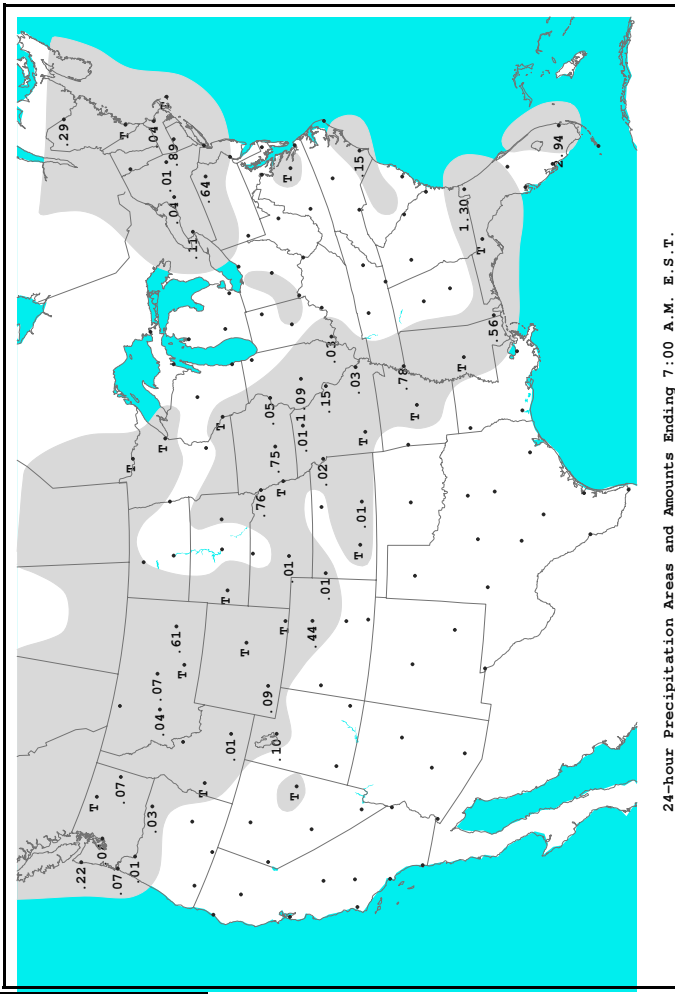 .29
T
.04
T
.89
.01
.04
.64
.11
T
.15
2.94
1.30
T
.56
.03
.03
.78
T
.05
1.09
.15
.01
T
T
T
.75
.02
T
T
.76
T
.01
T
.01
.01
T
T
.44
T
.61
T
.07
.04
.09
.01
.10
T
T
.07
T
.03
.22
.07
.01
24-hour Precipitation Areas and Amounts Ending 7:00 A.M. E.S.T.